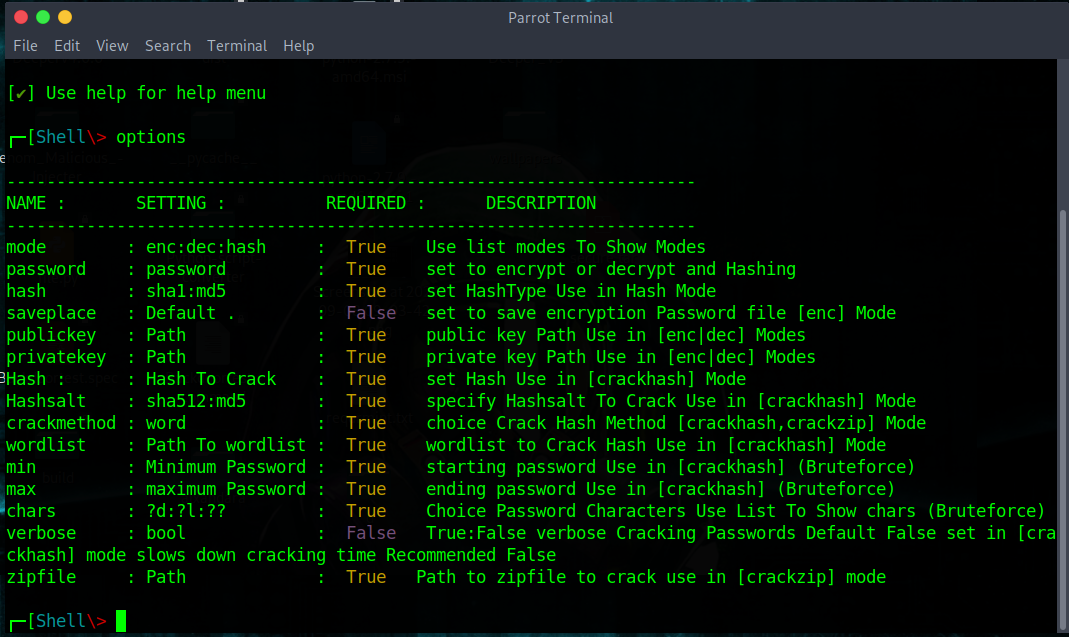 Parrot Terminal
File Edit View Search Terminal Help
[✔] Use help for help menu
┌─[Shell\> options
---------------------------------------------------------------------
NAME : SETTING : REQUIRED : DESCRIPTION
---------------------------------------------------------------------
mode : enc:dec:hash : True Use list modes To Show Modes
password : password : True set to encrypt or decrypt and Hashing
hash : sha1:md5 : True set HashType Use in Hash Mode
saveplace : Default . : False set to save encryption Password file [enc] Mode
publickey : Path : True public key Path Use in [enc|dec] Modes
privatekey : Path : True private key Path Use in [enc|dec] Modes
Hash : : Hash To Crack : True set Hash Use in [crackhash] Mode
Hashsalt : sha512:md5 : True specify Hashsalt To Crack Use in [crackhash] Mode
crackmethod : word : True choice Crack Hash Method [crackhash,crackzip] Mode
wordlist : Path To wordlist : True wordlist to Crack Hash Use in [crackhash] Mode
min : Minimum Password : True starting password Use in [crackhash] (Bruteforce)
max : maximum Password : True ending password Use in [crackhash] (Bruteforce)
chars : ?d:?l:?? : True Choice Password Characters Use List To Show chars (Bruteforce)
verbose : bool : False True:False verbose Cracking Passwords Default False set in [cra
ckhash] mode slows down cracking time Recommended False
zipfile : Path : True Path to zipfile to crack use in [crackzip] mode
┌─[Shell\>